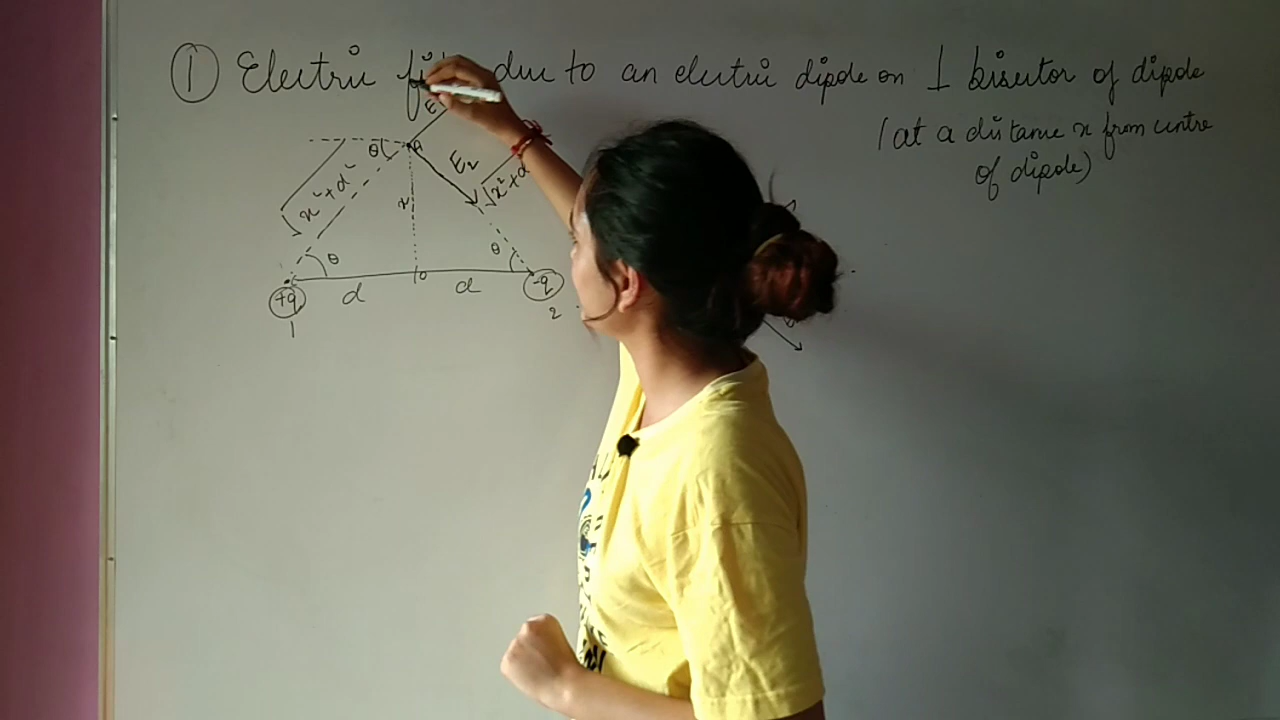 ① Electric due to an electric dipole on ⊥ bisector of dipole
(at a distance x from centre
of dipole)
E
θ
E₂
x² + d²
√x² + d
x
θ
θ
O
+q
d
d
-q
1
2